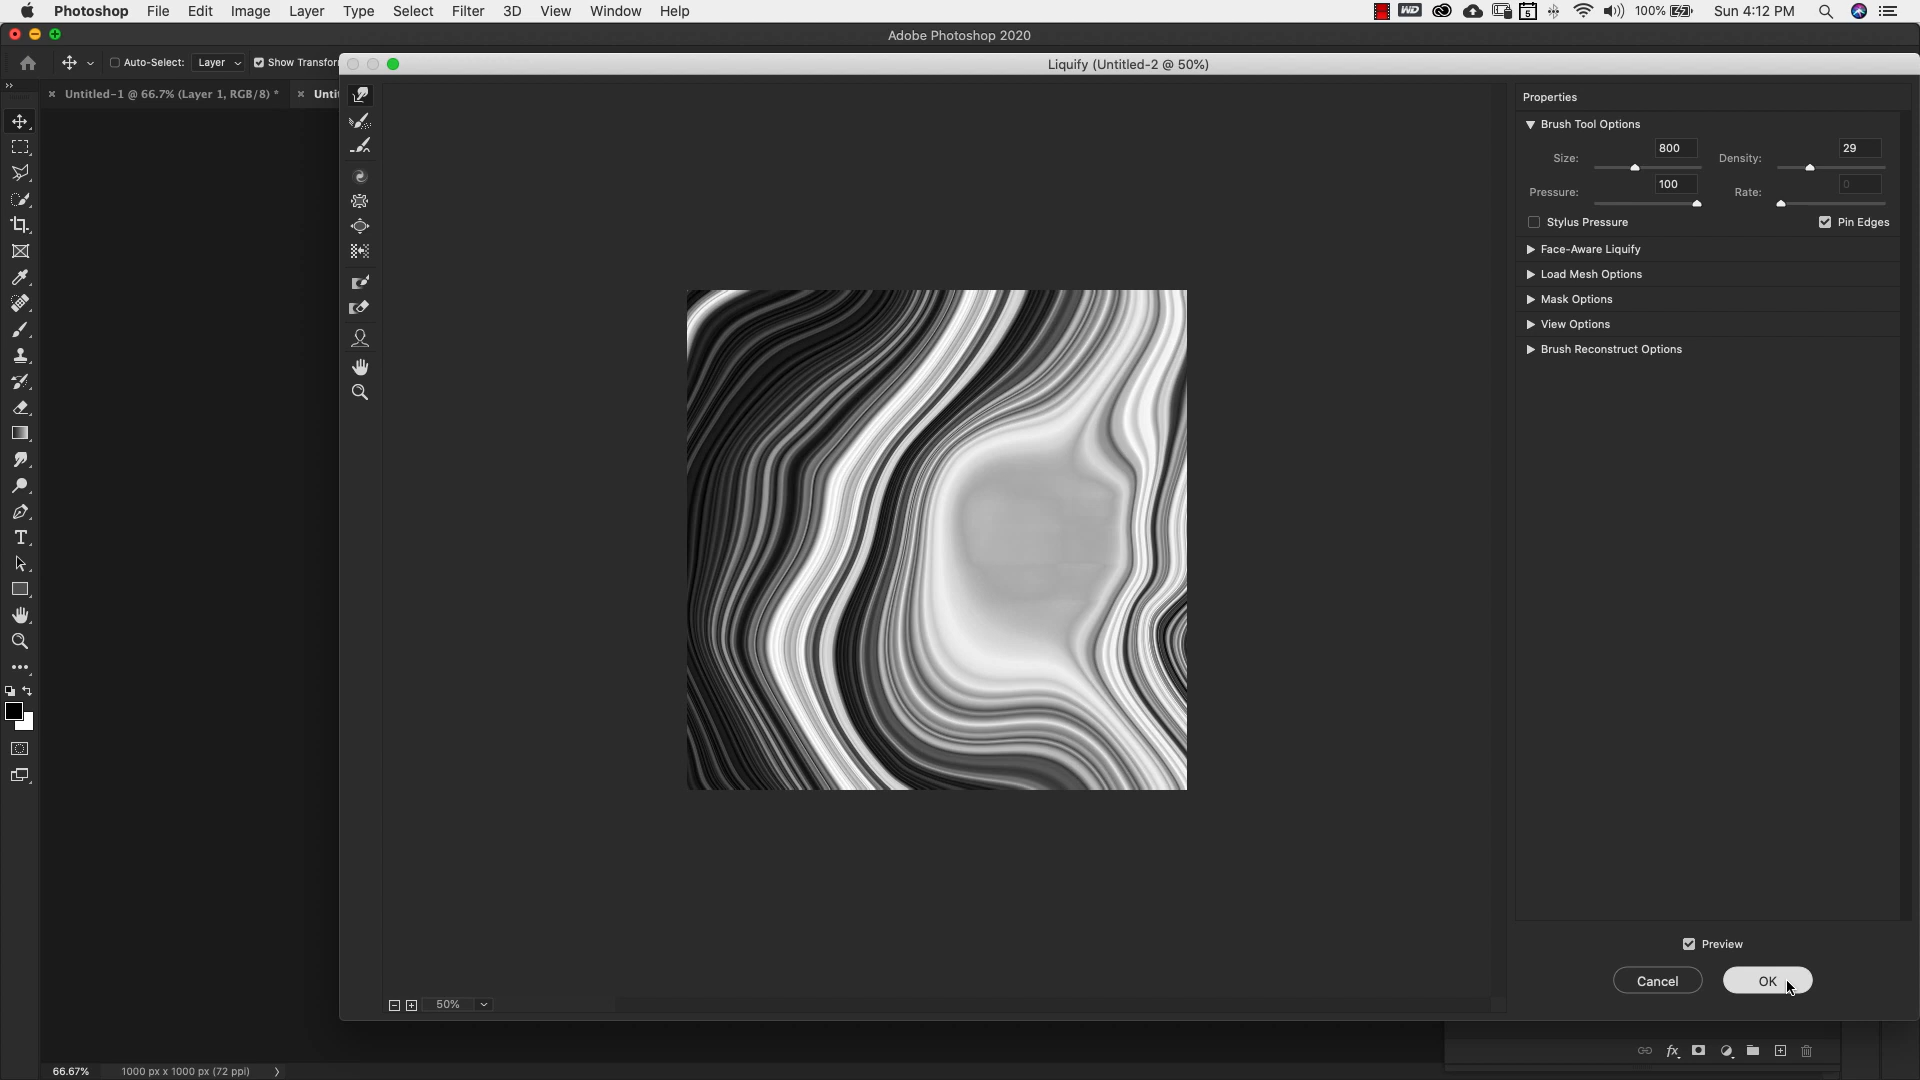 Photoshop File Edit Image Layer Type Select Filter 3D View Window Help
WD 5 100% Sun 4:12 PM
Adobe Photoshop 2020
Auto-Select: Layer Show Transfor
Liquify (Untitled-2 @ 50%)
Untitled-1 @ 66.7% (Layer 1, RGB/8) *
Unti
Properties
Brush Tool Options
Size: 800 Density: 29
Pressure: 100 Rate: 0
Stylus Pressure Pin Edges
Face-Aware Liquify
Load Mesh Options
Mask Options
View Options
Brush Reconstruct Options
Preview
Cancel OK
50%
fx
66.67% 1000 px x 1000 px (72 ppi)